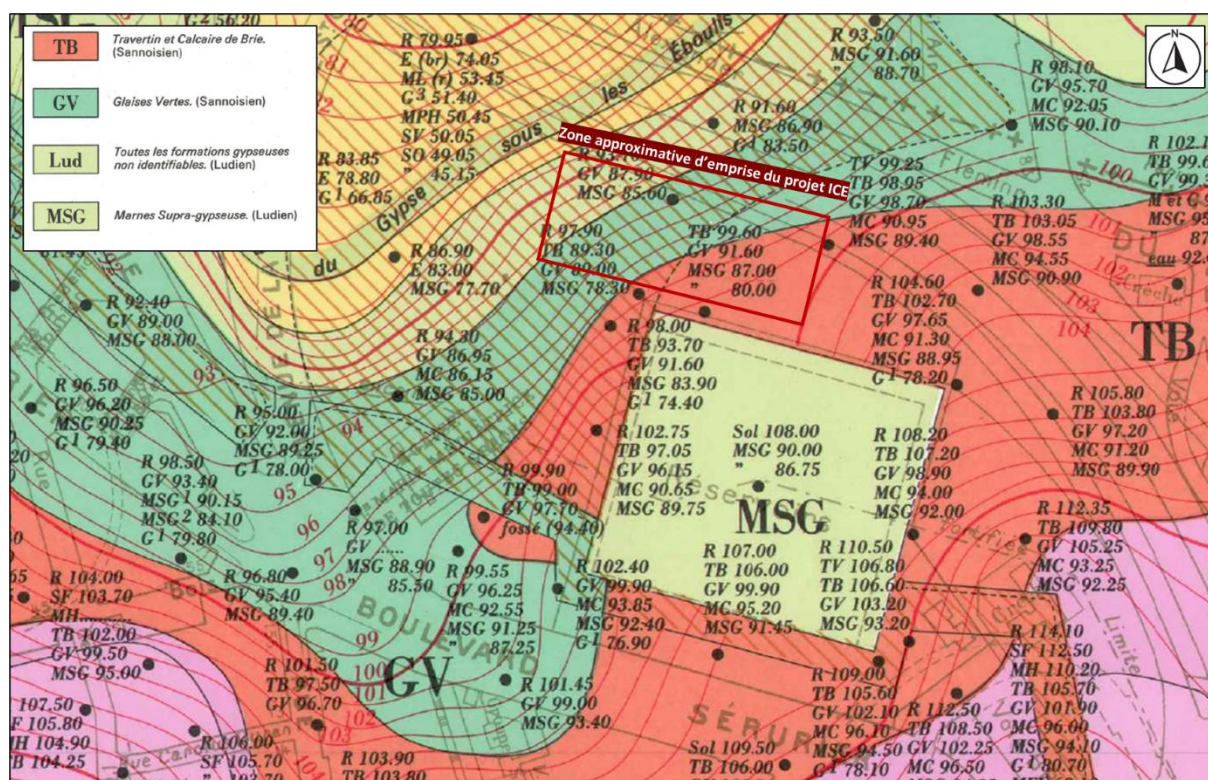 TB
Travertin et Calcaire de Brie.
(Sannoisien)
GV
Glaises Vertes. (Sannoisien)
Lud
Toutes les formations gypseuses
non identifiables. (Ludien)
MSG
Marnes Supra-gypseuse. (Ludien)
N
Zone approximative d'emprise du projet ICE
Gypse sous les Éboulis
du
R 79.95
E (br) 74.05
ML (r) 53.45
G3 51.40
MPH 50.45
SV 50.05
SO 49.05
" 45.15
R 83.85
E 78.80
G1 66.85
R 93.50
MSG 91.60
" 88.70
R 98.10
GV 95.70
MC 92.05
MSG 90.10
R 91.60
MSG 86.90
G1 83.50
GV 87.90
MSG 85.60
TV 99.25
TB 98.95
GV 98.70
MC 90.95
MSG 89.40
R 103.30
TB 103.05
GV 98.55
MC 94.55
MSG 90.90
R 86.90
E 83.00
MSG 77.70
R 97.90
TB 89.30
GV 89.00
MSG 78.30
TB 99.60
GV 91.60
MSG 87.00
" 80.00
R 104.60
TB 102.70
GV 97.65
MC 91.30
MSG 88.95
G1 78.20
R 92.40
GV 89.00
MSG 88.00
R 94.30
GV 86.95
MC 86.15
MSG 85.00
R 98.00
TB 93.70
GV 91.60
MSG 83.90
G1 74.40
TB
R 105.80
TB 103.80
GV 97.20
MC 91.20
MSG 89.90
R 96.50
GV 96.20
MSG 90.25
G1 79.40
R 95.00
GV 92.00
MSG 89.25
G1 78.00
R 102.75
TB 97.05
GV 96.15
MC 90.65
MSG 89.75
Sol 108.00
MSG 90.00
" 86.75
MSG
R 108.20
TB 107.20
GV 98.90
MC 94.00
MSG 92.00
R 98.50
GV 93.40
MSG1 90.15
MSG2 84.10
G1 79.80
R 99.90
TB 99.00
GV 97.70
fossé (94.40)
R 97.00
GV ......
MSG 88.90
" 85.50
R 112.35
TB 109.80
GV 105.25
MC 93.25
MSG 92.25
R 104.00
SF 103.70
MH
TB 102.00
GV 99.50
MSG 95.00
R 96.80
GV 95.40
MSG 89.40
R 99.55
GV 96.25
MC 92.55
MSG 91.25
" 87.25
R 102.40
GV 99.90
MC 93.85
MSG 92.40
G1 76.90
R 107.00
TB 106.00
GV 99.90
MC 95.20
MSG 91.45
R 110.50
TV 106.80
TB 106.60
GV 103.20
MSG 93.20
R 114.10
SF 112.50
MH 110.20
TB 105.70
GV 101.90
MC 96.00
MSG 94.10
G1 80.70
BOULEVARD
GV
SÉRUR
R 101.50
TB 97.50
GV 96.70
R 101.45
GV 99.00
MSG 93.40
R 109.00
TB 105.60
GV 102.10
MC 96.10
MSG 94.50
G1 78.10
R 112.50
TB 108.50
GV 102.25
MC 96.50
Sol 109.50
TB 106.00
R 106.00
SF 105.70
R 103.90
TB 103.80
Limite
93
94
95
96
97
98
99
100
101
102
103
100
101
102
103
104